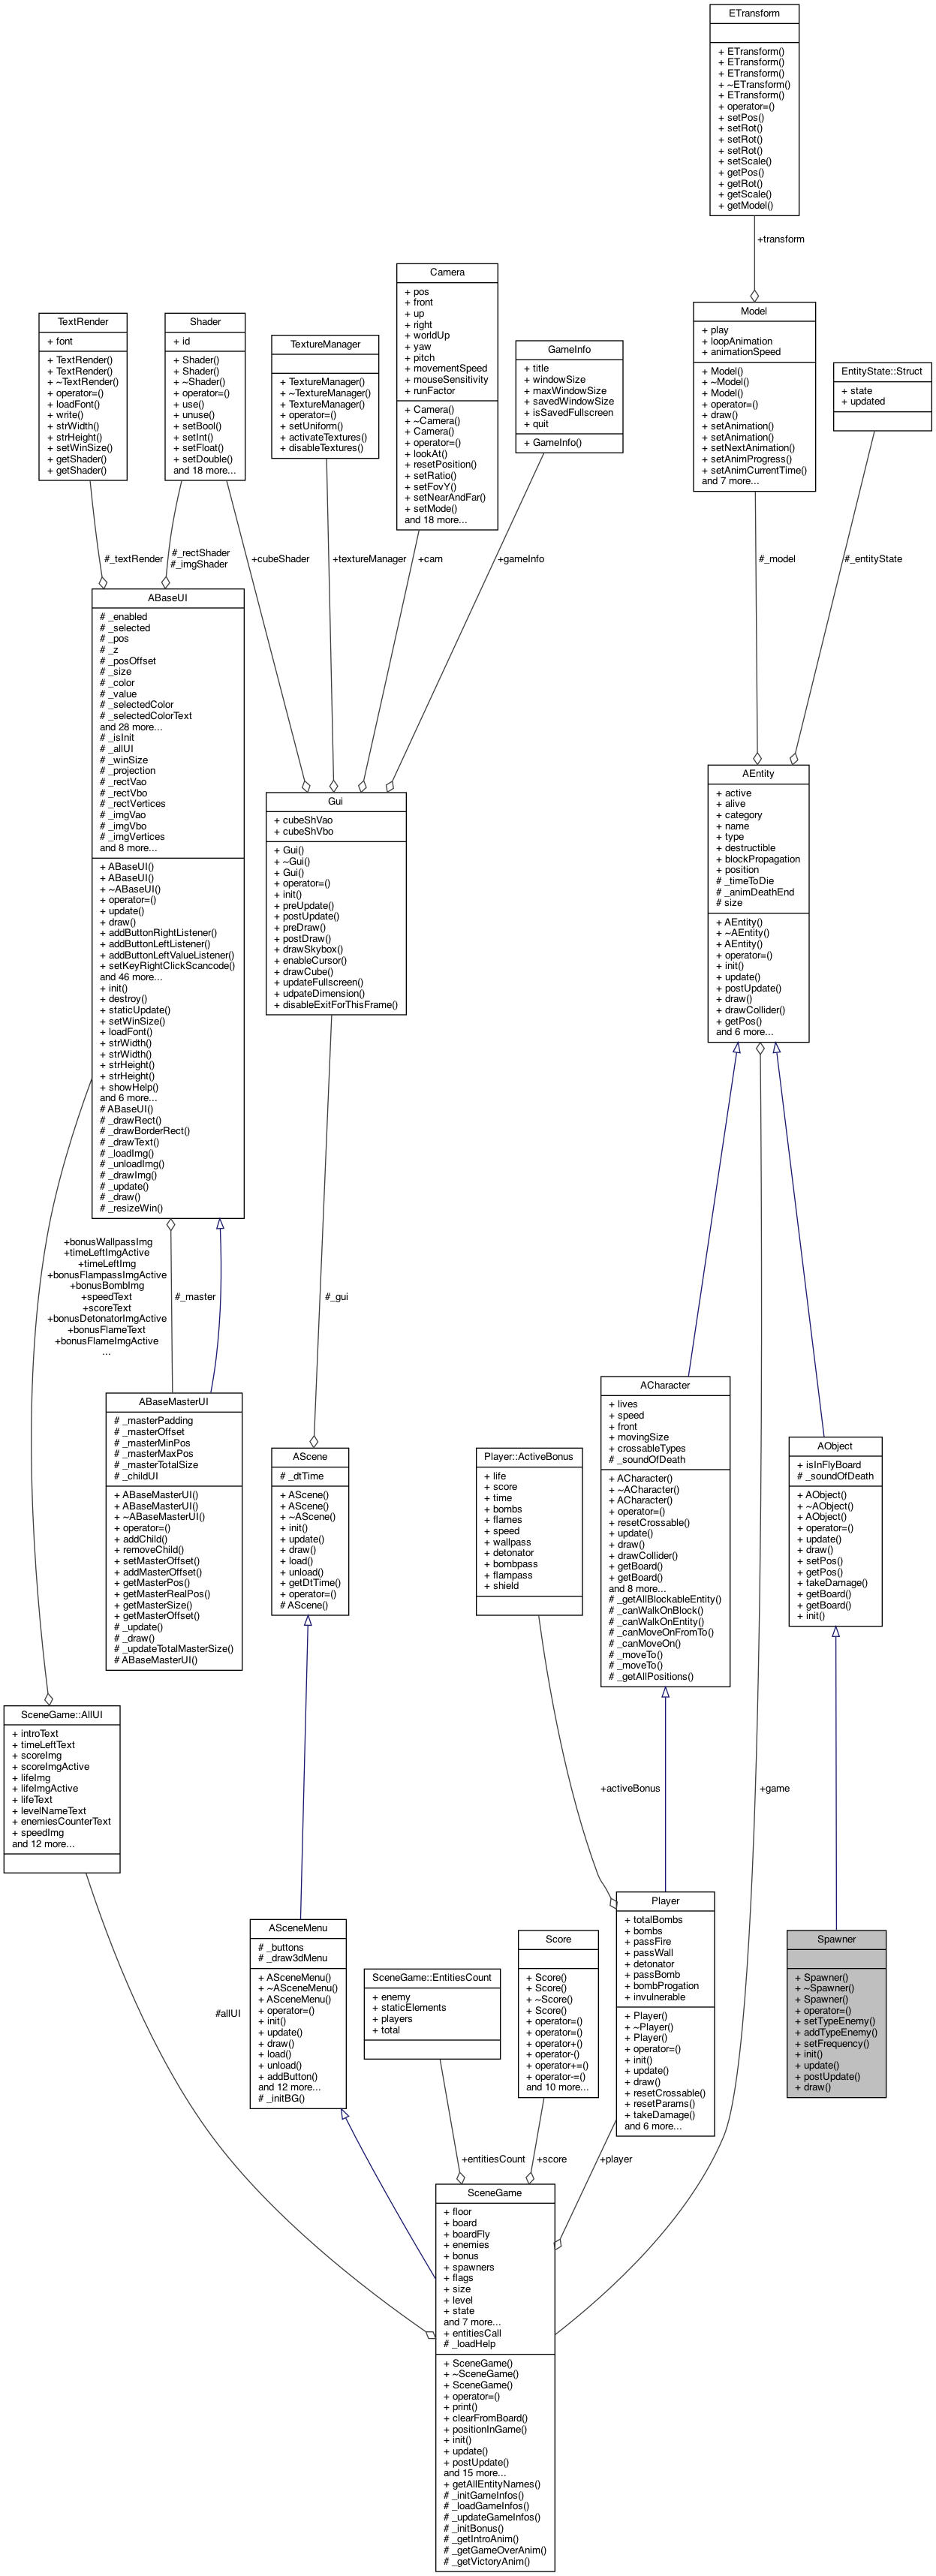 ETransform
+ ETransform()
+ ETransform()
+ ETransform()
+ ~ETransform()
+ ETransform()
+ operator=()
+ setPos()
+ setRot()
+ setRot()
+ setRot()
+ setScale()
+ getPos()
+ getRot()
+ getScale()
+ getModel()
+transform
Camera
+ pos
+ front
+ up
+ right
+ worldUp
+ yaw
+ pitch
+ movementSpeed
+ mouseSensitivity
+ runFactor
+ Camera()
+ ~Camera()
+ Camera()
+ operator=()
+ lookAt()
+ resetPosition()
+ setRatio()
+ setFovY()
+ setNearAndFar()
+ setMode()
and 18 more...
Model
+ play
+ loopAnimation
+ animationSpeed
+ Model()
+ ~Model()
+ Model()
+ operator=()
+ draw()
+ setAnimation()
+ setAnimation()
+ setNextAnimation()
+ setAnimProgress()
+ setAnimCurrentTime()
and 7 more...
TextRender
+ font
+ TextRender()
+ TextRender()
+ ~TextRender()
+ operator=()
+ loadFont()
+ write()
+ strWidth()
+ strHeight()
+ setWinSize()
+ getShader()
+ getShader()
Shader
+ id
+ Shader()
+ Shader()
+ ~Shader()
+ operator=()
+ use()
+ unuse()
+ setBool()
+ setInt()
+ setFloat()
+ setDouble()
and 18 more...
TextureManager
+ TextureManager()
+ ~TextureManager()
+ TextureManager()
+ operator=()
+ setUniform()
+ activateTextures()
+ disableTextures()
GameInfo
+ title
+ windowSize
+ maxWindowSize
+ savedWindowSize
+ isSavedFullscreen
+ quit
+ GameInfo()
EntityState::Struct
+ state
+ updated
#_textRender
#_rectShader
#_imgShader
+cubeShader
+textureManager
+cam
+gameInfo
#_model
#_entityState
ABaseUI
# _enabled
# _selected
# _pos
# _z
# _posOffset
# _size
# _color
# _value
# _selectedColor
# _selectedColorText
and 28 more...
# _isInit
# _allUI
# _winSize
# _projection
# _rectVao
# _rectVbo
# _rectVertices
# _imgVao
# _imgVbo
# _imgVertices
and 8 more...
+ ABaseUI()
+ ABaseUI()
+ ~ABaseUI()
+ operator=()
+ update()
+ draw()
+ addButtonRightListener()
+ addButtonLeftListener()
+ addButtonLeftValueListener()
+ setKeyRightClickScancode()
and 46 more...
+ init()
+ destroy()
+ staticUpdate()
+ setWinSize()
+ loadFont()
+ strWidth()
+ strWidth()
+ strHeight()
+ strHeight()
+ showHelp()
and 6 more...
# ABaseUI()
# _drawRect()
# _drawBorderRect()
# _drawText()
# _loadImg()
# _unloadImg()
# _drawImg()
# _update()
# _draw()
# _resizeWin()
Gui
+ cubeShVao
+ cubeShVbo
+ Gui()
+ ~Gui()
+ Gui()
+ operator=()
+ init()
+ preUpdate()
+ postUpdate()
+ preDraw()
+ postDraw()
+ drawSkybox()
+ enableCursor()
+ drawCube()
+ updateFullscreen()
+ udpateDimension()
+ disableExitForThisFrame()
AEntity
+ active
+ alive
+ category
+ name
+ type
+ destructible
+ blockPropagation
+ position
# _timeToDie
# _animDeathEnd
# size
+ AEntity()
+ ~AEntity()
+ AEntity()
+ operator=()
+ init()
+ update()
+ postUpdate()
+ draw()
+ drawCollider()
+ getPos()
and 6 more...
+bonusWallpassImg
+timeLeftImgActive
+timeLeftImg
+bonusFlampassImgActive
+bonusBombImg
+speedText
+scoreText
+bonusDetonatorImgActive
+bonusFlameText
+bonusFlameImgActive
...
#_master
#_gui
ABaseMasterUI
# _masterPadding
# _masterOffset
# _masterMinPos
# _masterMaxPos
# _masterTotalSize
# _childUI
+ ABaseMasterUI()
+ ABaseMasterUI()
+ ~ABaseMasterUI()
+ operator=()
+ addChild()
+ removeChild()
+ setMasterOffset()
+ addMasterOffset()
+ getMasterPos()
+ getMasterRealPos()
+ getMasterSize()
+ getMasterOffset()
# _update()
# _draw()
# _updateTotalMasterSize()
# ABaseMasterUI()
AScene
# _dtTime
+ AScene()
+ AScene()
+ ~AScene()
+ init()
+ update()
+ draw()
+ load()
+ unload()
+ getDtTime()
+ operator=()
# AScene()
Player::ActiveBonus
+ life
+ score
+ time
+ bombs
+ flames
+ speed
+ wallpass
+ detonator
+ bombpass
+ flampass
+ shield
ACharacter
+ lives
+ speed
+ front
+ movingSize
+ crossableTypes
# _soundOfDeath
+ ACharacter()
+ ~ACharacter()
+ ACharacter()
+ operator=()
+ resetCrossable()
+ update()
+ draw()
+ drawCollider()
+ getBoard()
+ getBoard()
and 8 more...
# _getAllBlockableEntity()
# _canWalkOnBlock()
# _canWalkOnEntity()
# _canMoveOnFromTo()
# _canMoveOn()
# _moveTo()
# _moveTo()
# _getAllPositions()
AObject
+ isInFlyBoard
# _soundOfDeath
+ AObject()
+ ~AObject()
+ AObject()
+ operator=()
+ update()
+ draw()
+ setPos()
+ getPos()
+ takeDamage()
+ getBoard()
+ getBoard()
+ init()
SceneGame::AllUI
+ introText
+ timeLeftText
+ scoreImg
+ scoreImgActive
+ lifeImg
+ lifeImgActive
+ lifeText
+ levelNameText
+ enemiesCounterText
+ speedImg
and 12 more...
+activeBonus
+game
#allUI
ASceneMenu
# _buttons
# _draw3dMenu
+ ASceneMenu()
+ ~ASceneMenu()
+ ASceneMenu()
+ operator=()
+ init()
+ update()
+ draw()
+ load()
+ unload()
+ addButton()
and 12 more...
# _initBG()
SceneGame::EntitiesCount
+ enemy
+ staticElements
+ players
+ total
Score
+ Score()
+ Score()
+ ~Score()
+ Score()
+ operator=()
+ operator=()
+ operator+()
+ operator-()
+ operator+=()
+ operator-=()
and 10 more...
Player
+ totalBombs
+ bombs
+ passFire
+ passWall
+ detonator
+ passBomb
+ bombProgation
+ invulnerable
+ Player()
+ ~Player()
+ Player()
+ operator=()
+ init()
+ update()
+ draw()
+ resetCrossable()
+ resetParams()
+ takeDamage()
and 6 more...
Spawner
+ Spawner()
+ ~Spawner()
+ Spawner()
+ operator=()
+ setTypeEnemy()
+ addTypeEnemy()
+ setFrequency()
+ init()
+ update()
+ postUpdate()
+ draw()
+entitiesCount
+score
+player
SceneGame
+ floor
+ board
+ boardFly
+ enemies
+ bonus
+ spawners
+ flags
+ size
+ level
+ state
and 7 more...
+ entitiesCall
# _loadHelp
+ SceneGame()
+ ~SceneGame()
+ SceneGame()
+ operator=()
+ print()
+ clearFromBoard()
+ positionInGame()
+ init()
+ update()
+ postUpdate()
and 15 more...
+ getAllEntityNames()
# _initGameInfos()
# _loadGameInfos()
# _updateGameInfos()
# _initBonus()
# _getIntroAnim()
# _getGameOverAnim()
# _getVictoryAnim()